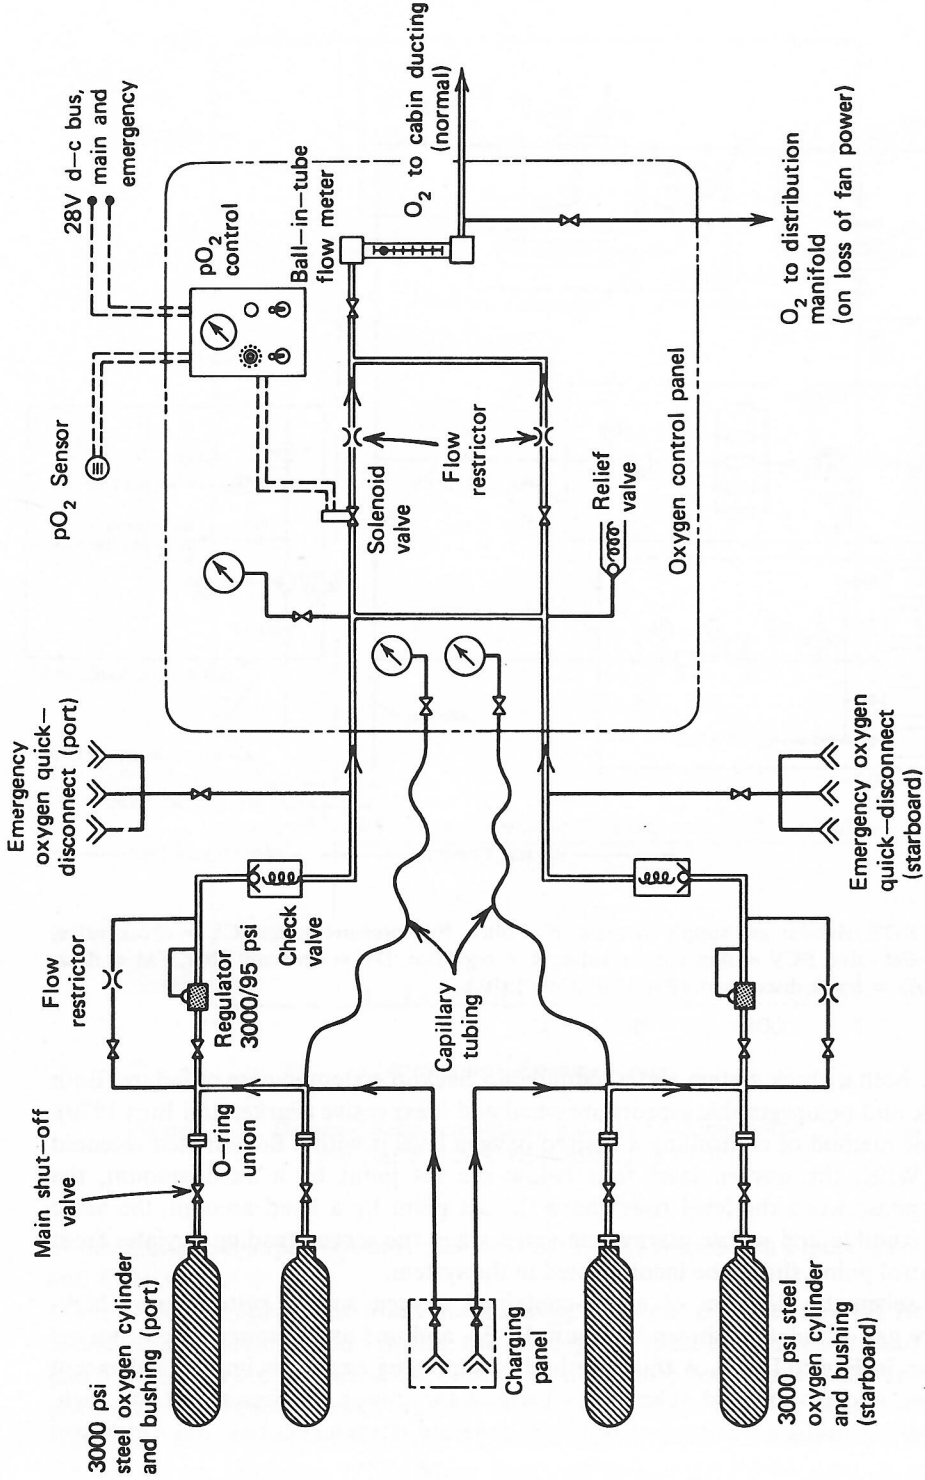 3000 psi
steel oxygen cylinder
and bushing (port)
Main shut–off
valve
O–ring
union
Flow
restrictor
Regulator
3000/95 psi
Check
valve
Emergency
oxygen quick–
disconnect (port)
pO2 Sensor
28V d–c bus,
main and
emergency
pO2
control
Ball–in–tube
flow meter
O2 to cabin ducting
(normal)
Solenoid
valve
Flow
restrictor
Relief
valve
Oxygen control panel
O2 to distribution
manifold
(on loss of fan power)
Capillary
tubing
Charging
panel
3000 psi steel
oxygen cylinder
and bushing
(starboard)
Emergency oxygen
quick–disconnect
(starboard)